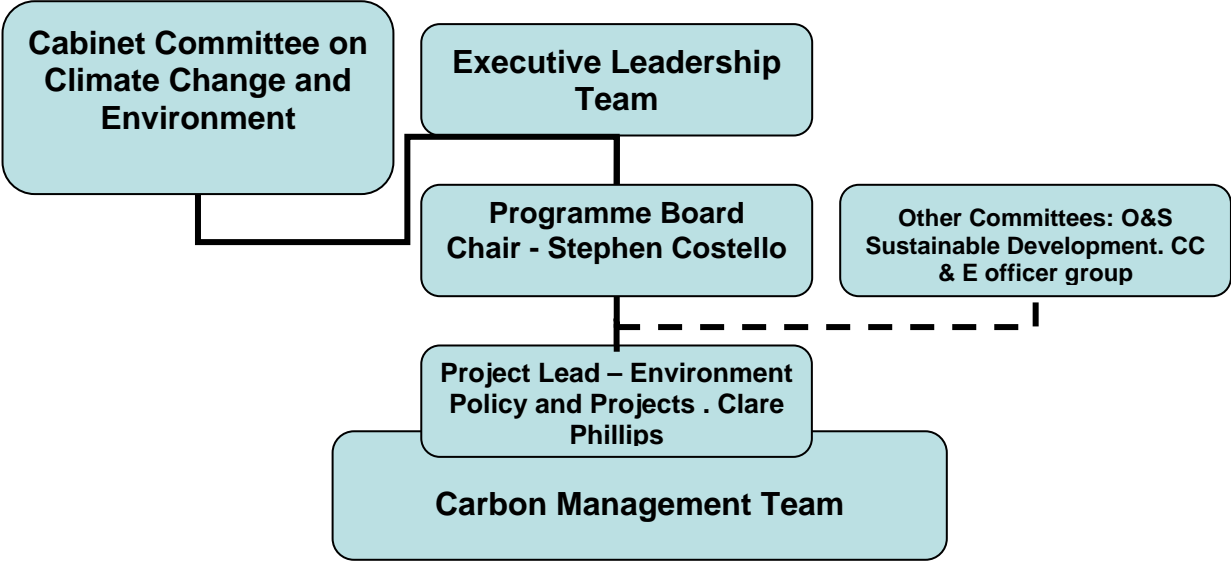 Cabinet Committee on
Climate Change and
Environment
Executive Leadership
Team
Programme Board
Chair - Stephen Costello
Other Committees: O&S
Sustainable Development. CC
& E officer group
Project Lead – Environment
Policy and Projects . Clare
Phillips
Carbon Management Team